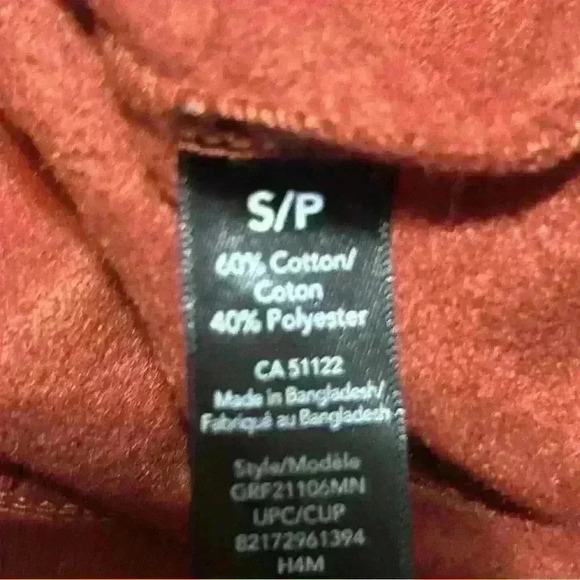 S/P
60% Cotton/
Coton
40% Polyester
CA 51122
Made in Bangladesh/
Fabriqué au Bangladesh
Style/Modèle
GRF21106MN
UPC/CUP
82172961394
H4M